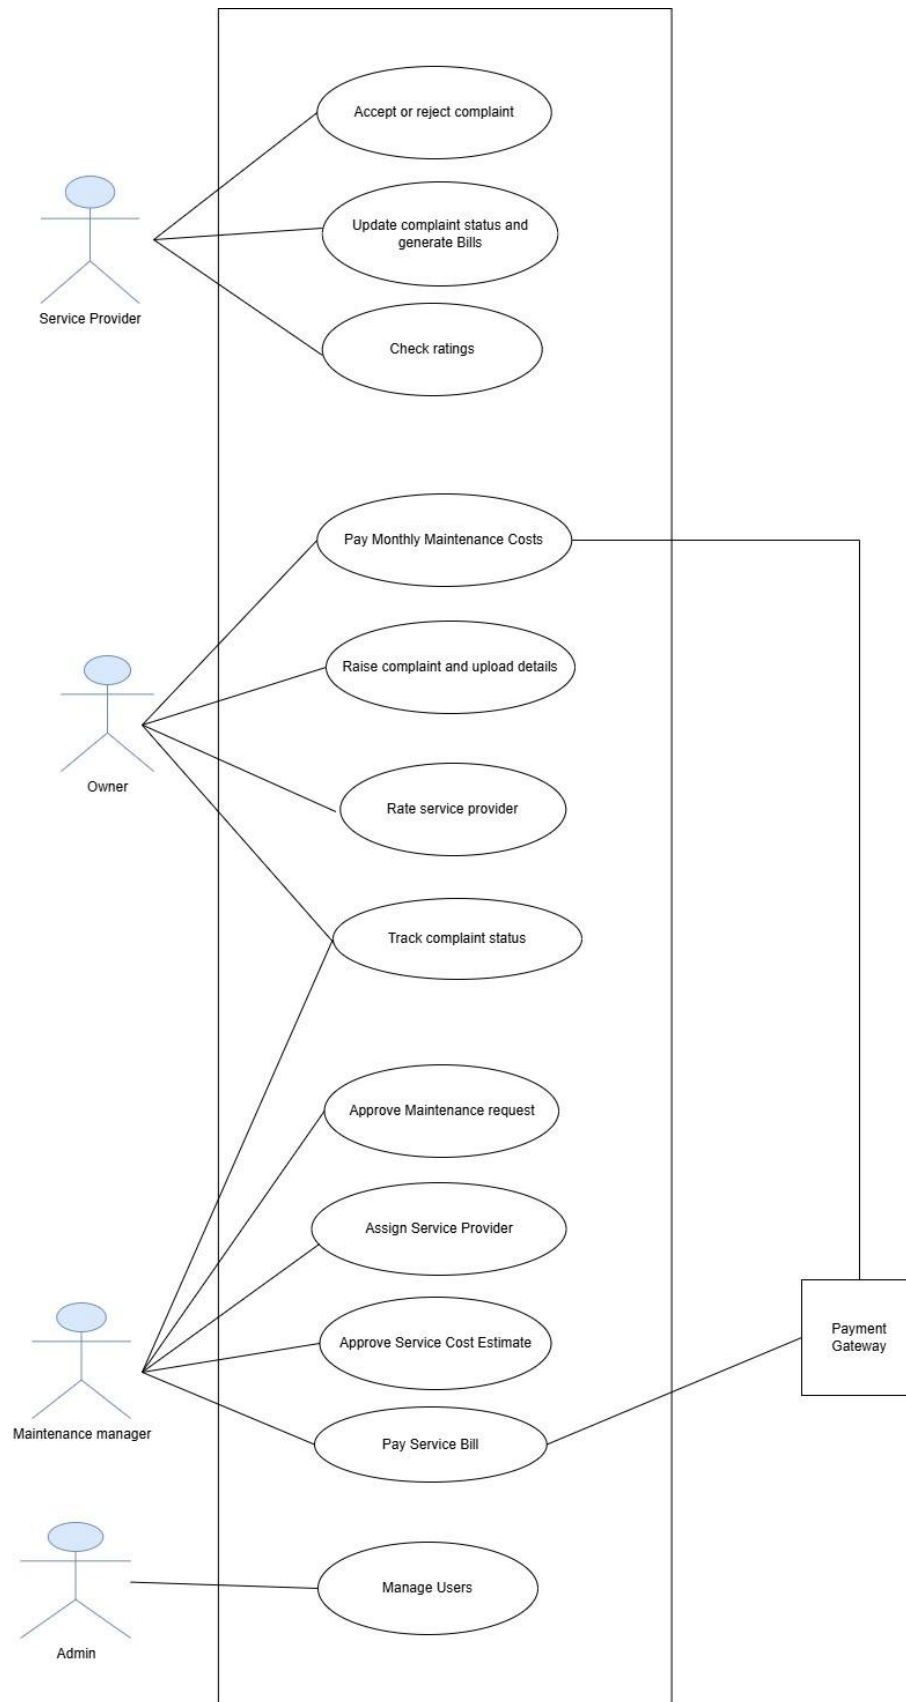 Accept or reject complaint
Update complaint status and
generate Bills
Service Provider
Check ratings
Pay Monthly Maintenance Costs
Raise complaint and upload details
Owner
Rate service provider
Track complaint status
Approve Maintenance request
Assign Service Provider
Approve Service Cost Estimate
Payment
Gateway
Maintenance manager
Pay Service Bill
Manage Users
Admin